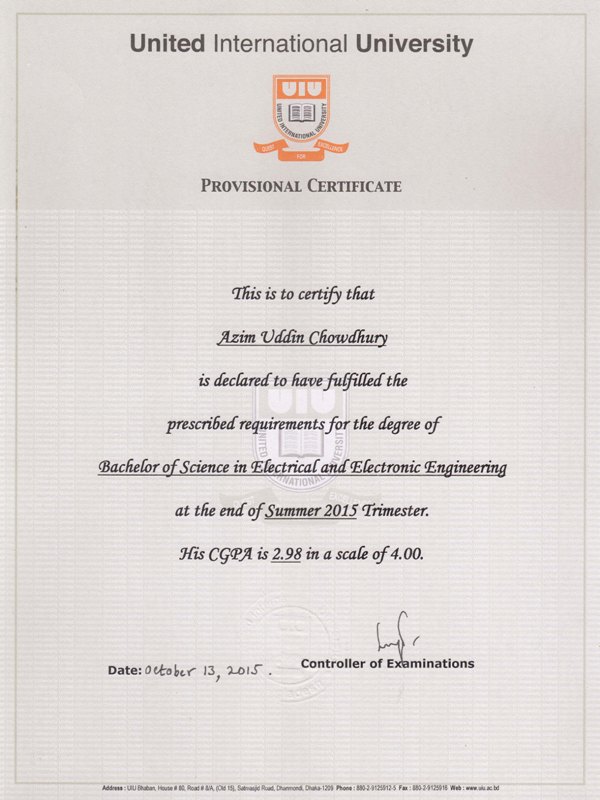 United International University
UIU
UNITED INTERNATIONAL UNIVERSITY
QUEST FOR EXCELLENCE
PROVISIONAL CERTIFICATE
This is to certify that
Azim Uddin Chowdhury
is declared to have fulfilled the
prescribed requirements for the degree of
Bachelor of Science in Electrical and Electronic Engineering
at the end of Summer 2015 Trimester.
His CGPA is 2.98 in a scale of 4.00.
Date: October 13, 2015.
Controller of Examinations
Address : UIU Bhaban, House # 80, Road # 8/A, (Old 15), Satmasjid Road, Dhanmondi, Dhaka-1209 Phone : 880-2-9125912-5 Fax : 880-2-9125916 Web : www.uiu.ac.bd